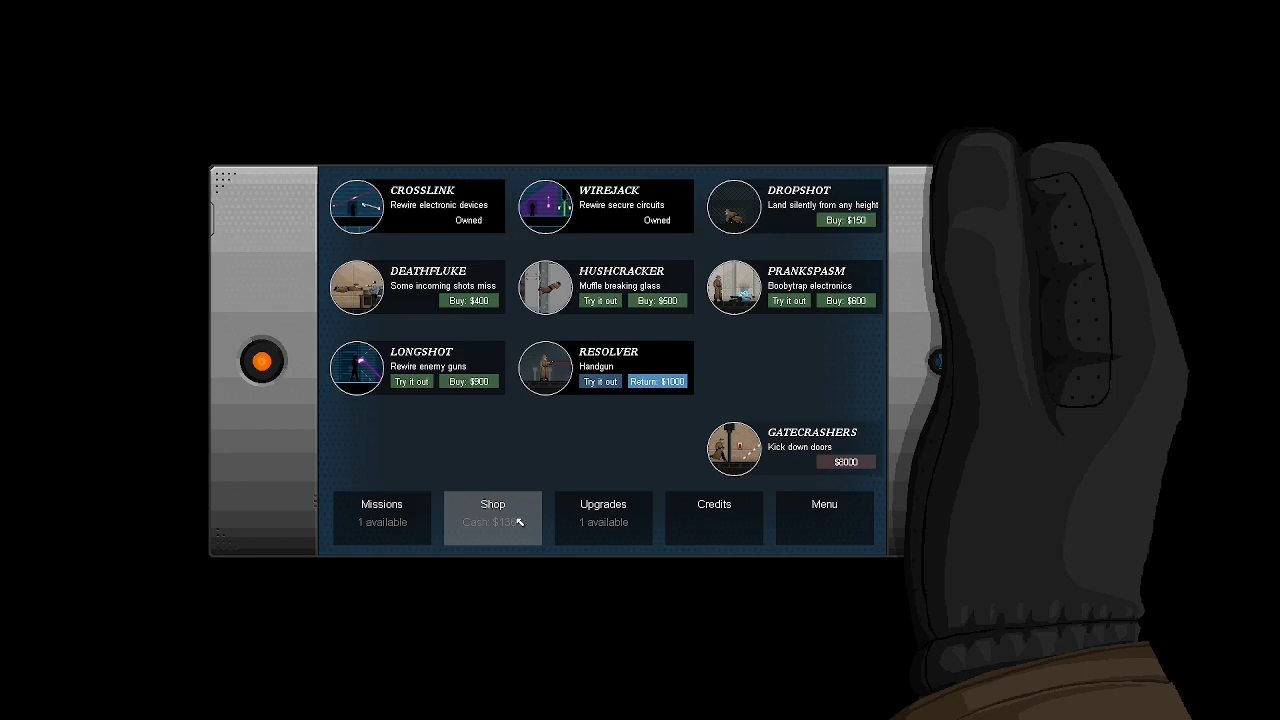 CROSSLINK
Rewire electronic devices
Owned
WIREJACK
Rewire secure circuits
Owned
DROPSHOT
Land silently from any height
Buy: $150
DEATHFLUKE
Some incoming shots miss
Buy: $400
HUSHCRACKER
Muffle breaking glass
Try it out
Buy: $500
PRANKSPASM
Boobytrap electronics
Try it out
Buy: $600
LONGSHOT
Rewire enemy guns
Try it out
Buy: $900
RESOLVER
Handgun
Try it out
Return: $1000
GATECRASHERS
Kick down doors
$8000
Missions
1 available
Shop
Cash:
Upgrades
1 available
Credits
Menu